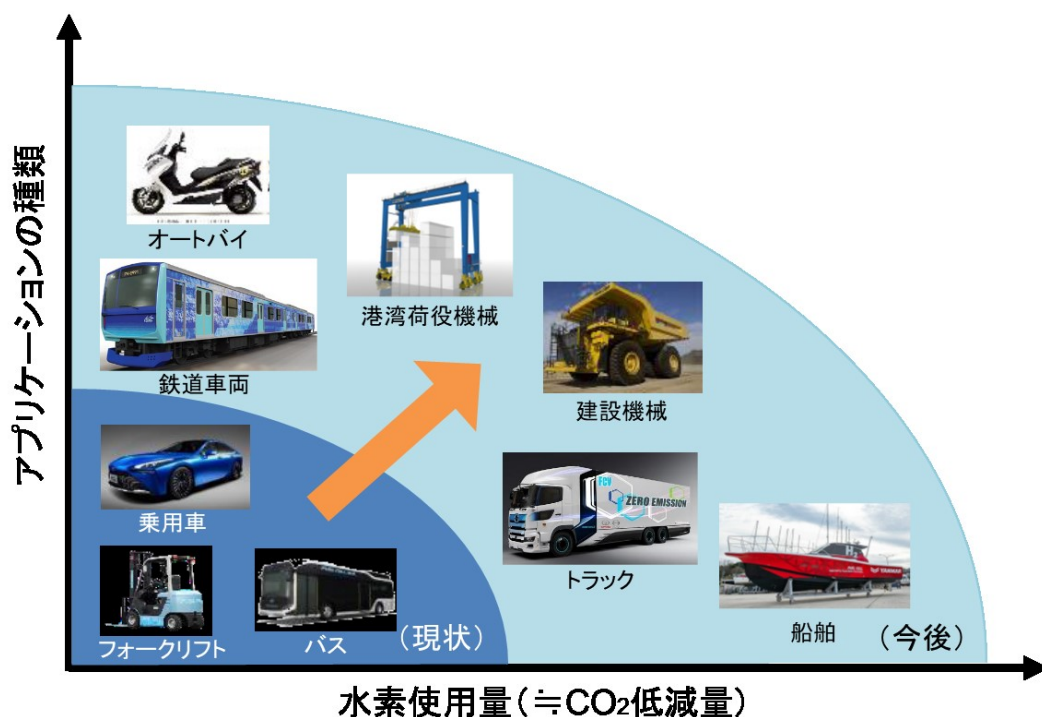 アプリケーションの種類
オートバイ
港湾荷役機械
鉄道車両
建設機械
乗用車
FCV
ZERO EMISSION
トラック
H2
YANMAR
フォークリフト
バス
(現状)
船舶
(今後)
水素使用量(≒CO2低減量)